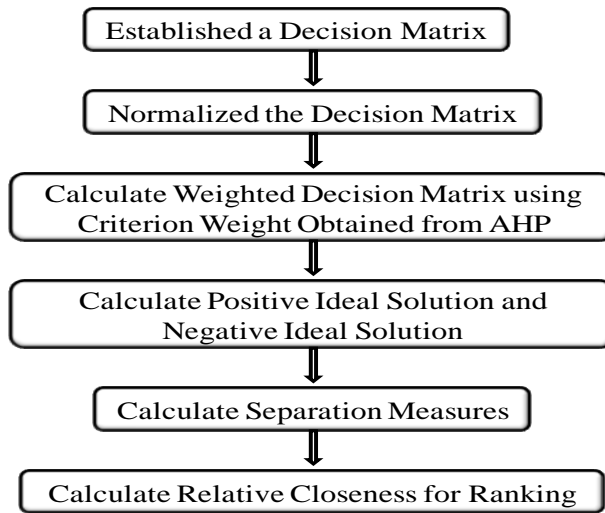 Established a Decision Matrix
Normalized the Decision Matrix
Calculate Weighted Decision Matrix using
Criterion Weight Obtained from AHP
Calculate Positive Ideal Solution and
Negative Ideal Solution
Calculate Separation Measures
Calculate Relative Closeness for Ranking